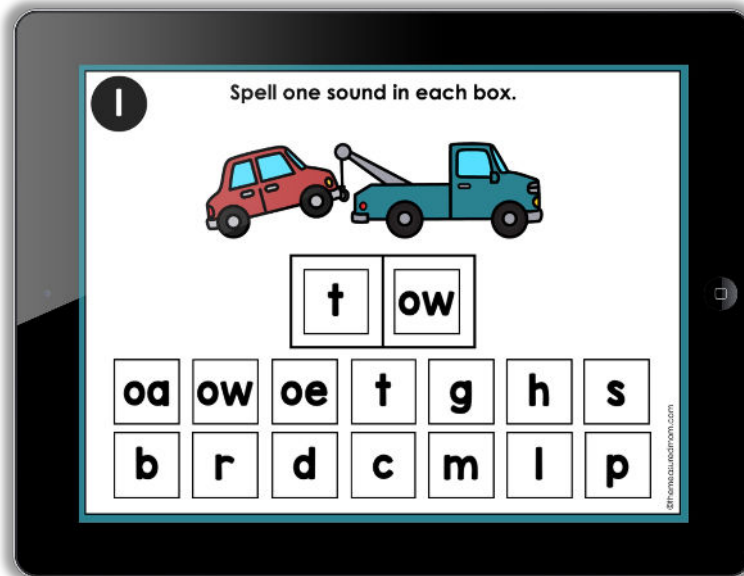 1
Spell one sound in each box.
t ow
oa ow oe t g h s
b r d c m l p
©themeasuredmom.com